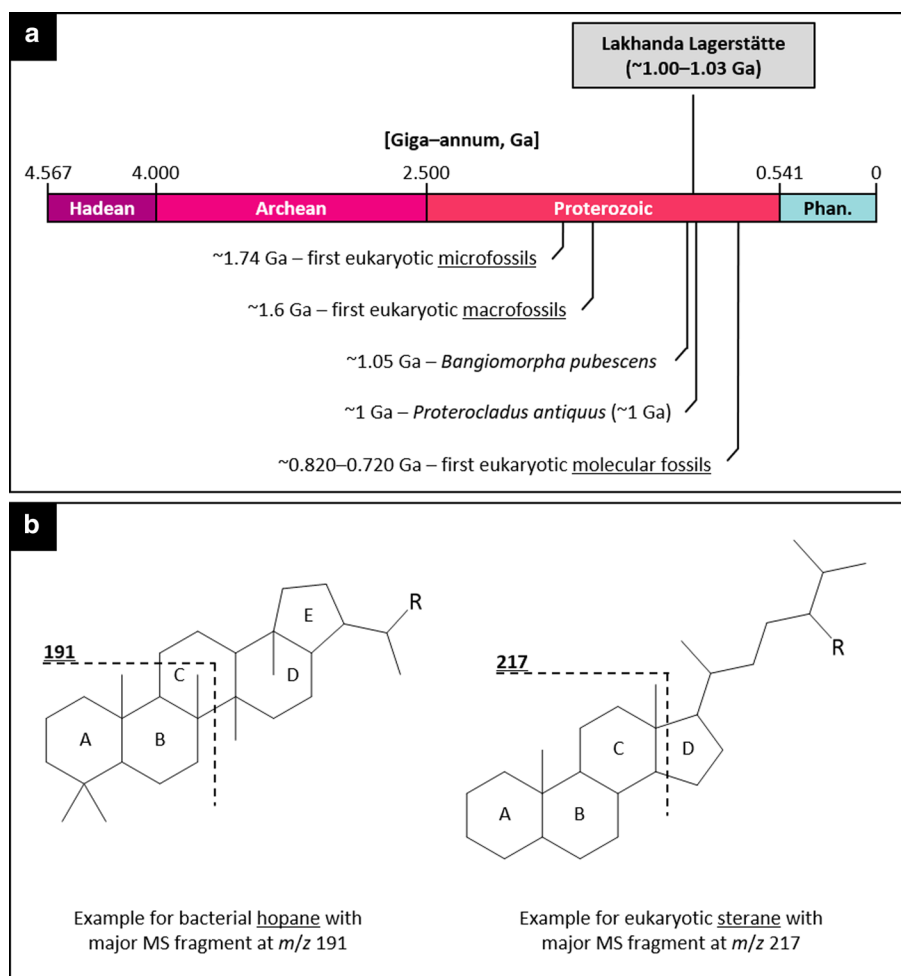 a
Lakhanda Lagerstätte
(~1.00–1.03 Ga)
[Giga–annum, Ga]
4.567 4.000 2.500 0.541 0
Hadean Archean Proterozoic Phan.
~1.74 Ga – first eukaryotic microfossils
~1.6 Ga – first eukaryotic macrofossils
~1.05 Ga – Bangiomorpha pubescens
~1 Ga – Proterocladus antiquus (~1 Ga)
~0.820–0.720 Ga – first eukaryotic molecular fossils
b
191
A B C D E R
217
A B C D R
Example for bacterial hopane with
major MS fragment at m/z 191
Example for eukaryotic sterane with
major MS fragment at m/z 217